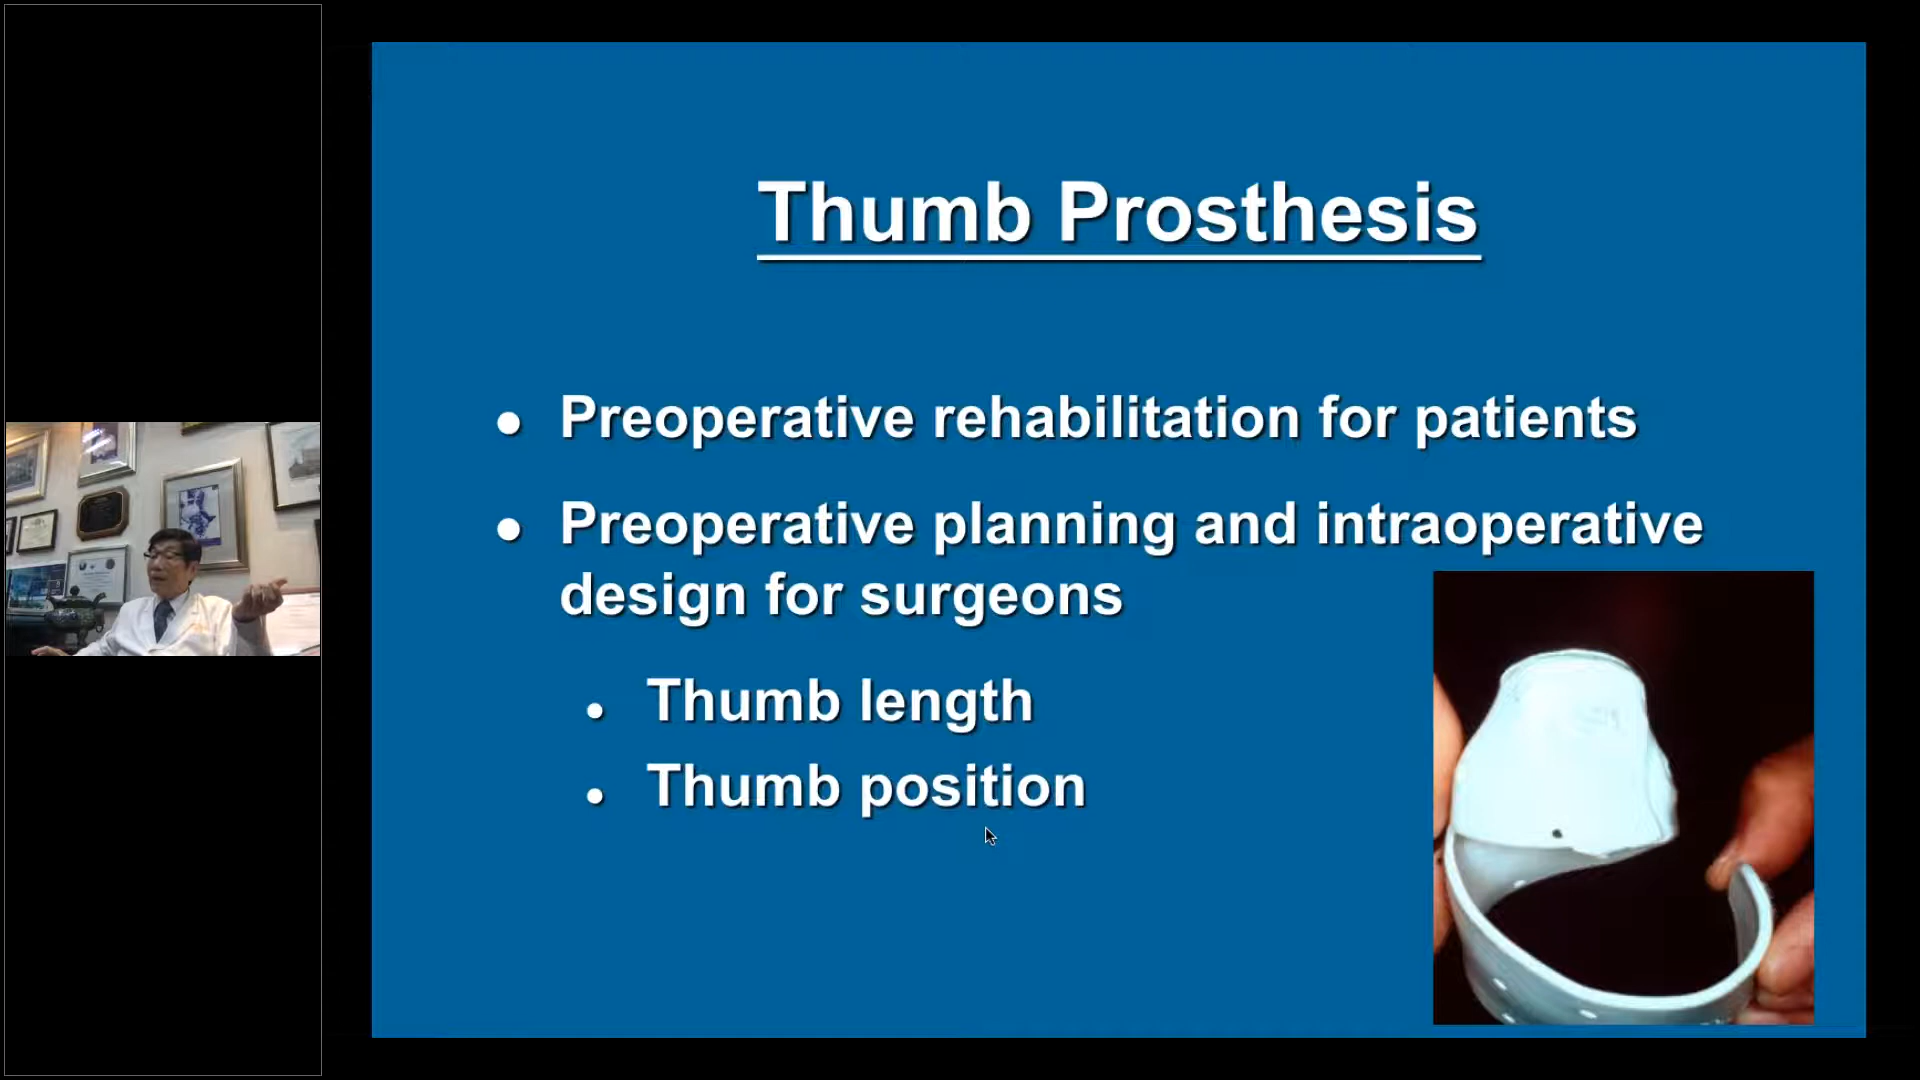 Thumb Prosthesis
● Preoperative rehabilitation for patients
● Preoperative planning and intraoperative
design for surgeons
● Thumb length
● Thumb position